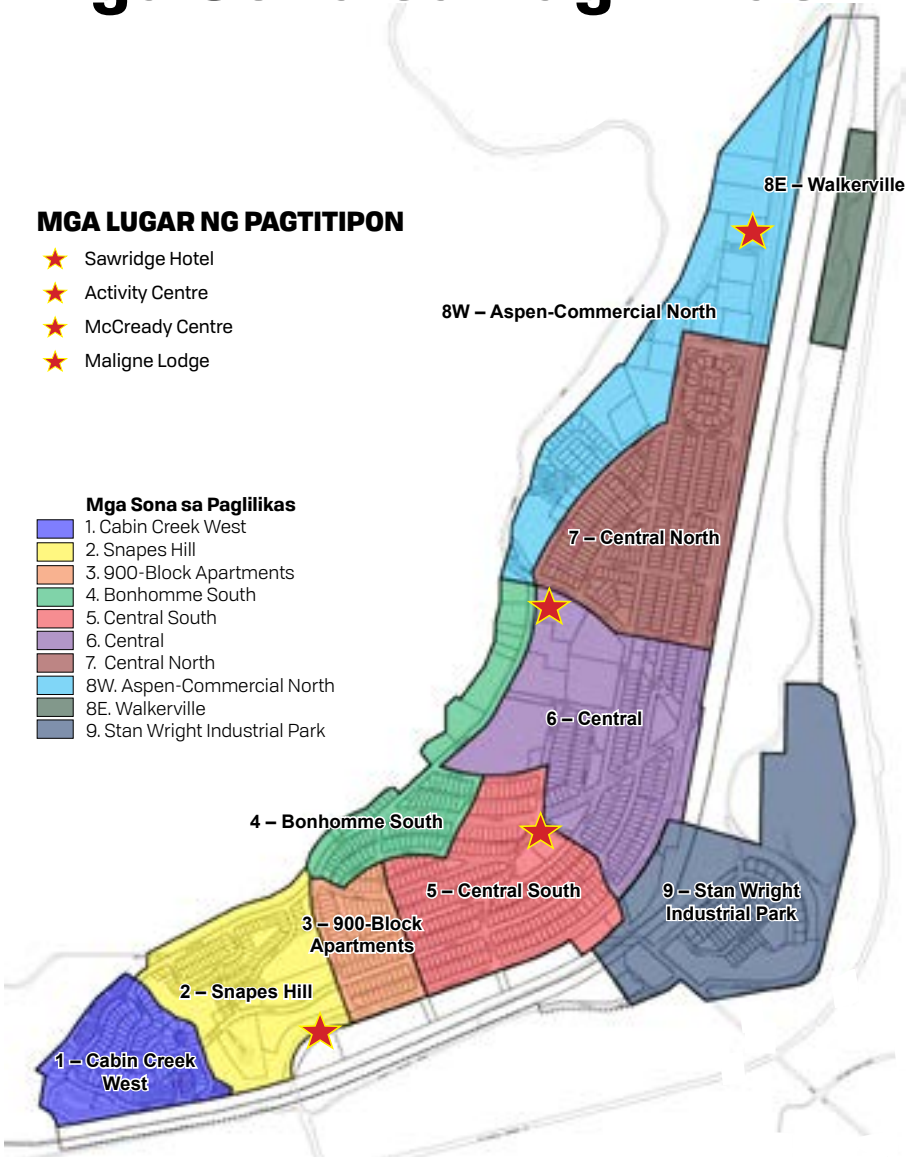 MGA LUGAR NG PAGTITIPON
Sawridge Hotel
Activity Centre
McCready Centre
Maligne Lodge
Mga Sona sa Paglilikas
1. Cabin Creek West
2. Snapes Hill
3. 900-Block Apartments
4. Bonhomme South
5. Central South
6. Central
7. Central North
8W. Aspen-Commercial North
8E. Walkerville
9. Stan Wright Industrial Park
8E – Walkerville
8W – Aspen-Commercial North
7 – Central North
6 – Central
4 – Bonhomme South
5 – Central South
9 – Stan Wright
Industrial Park
3 – 900-Block
Apartments
2 – Snapes Hill
1 – Cabin Creek
West